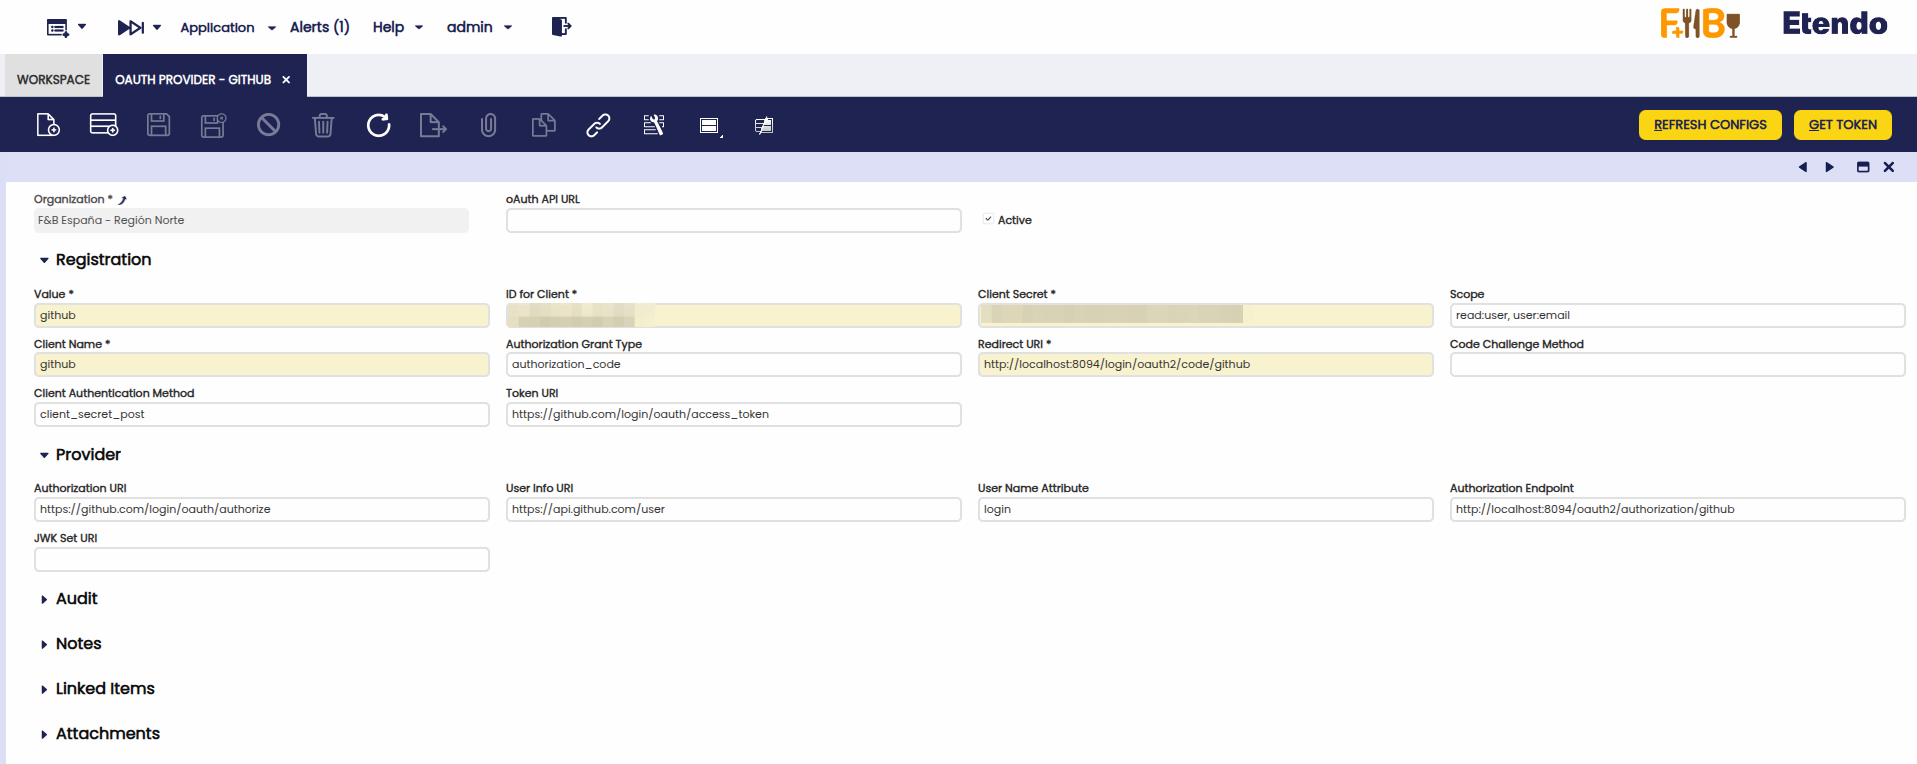 Application Alerts (1) Help admin
F&B Etendo
WORKSPACE OAUTH PROVIDER - GITHUB
REFRESH CONFIGS GET TOKEN
Organization * oAuth API URL
F&B España - Región Norte Active
Registration
Value * ID for Client * Client Secret * Scope
github read:user, user:email
Client Name * Authorization Grant Type Redirect URI * Code Challenge Method
github authorization_code http://localhost:8094/login/oauth2/code/github
Client Authentication Method Token URI
client_secret_post https://github.com/login/oauth/access_token
Provider
Authorization URI User Info URI User Name Attribute Authorization Endpoint
https://github.com/login/oauth/authorize https://api.github.com/user login http://localhost:8094/oauth2/authorization/github
JWK Set URI
Audit
Notes
Linked Items
Attachments